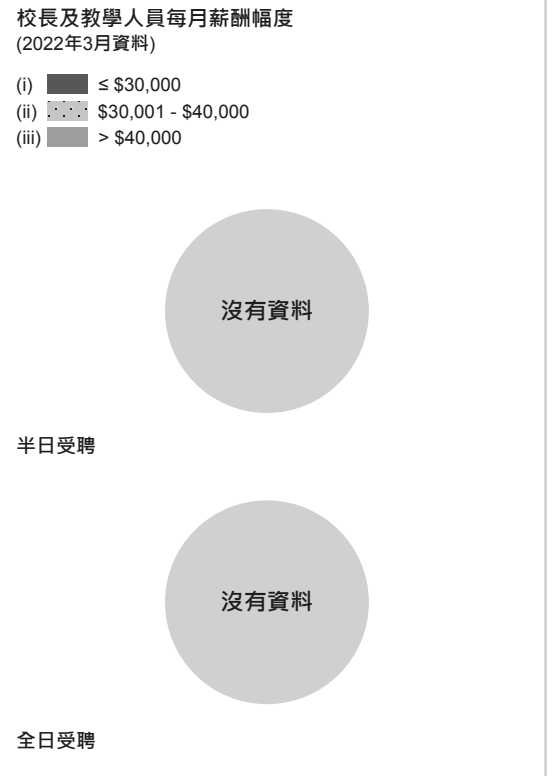 校長及教學人員每月薪酬幅度
(2022年3月資料)
(i) ≤ $30,000
(ii) $30,001 - $40,000
(iii) > $40,000
沒有資料
半日受聘
沒有資料
全日受聘